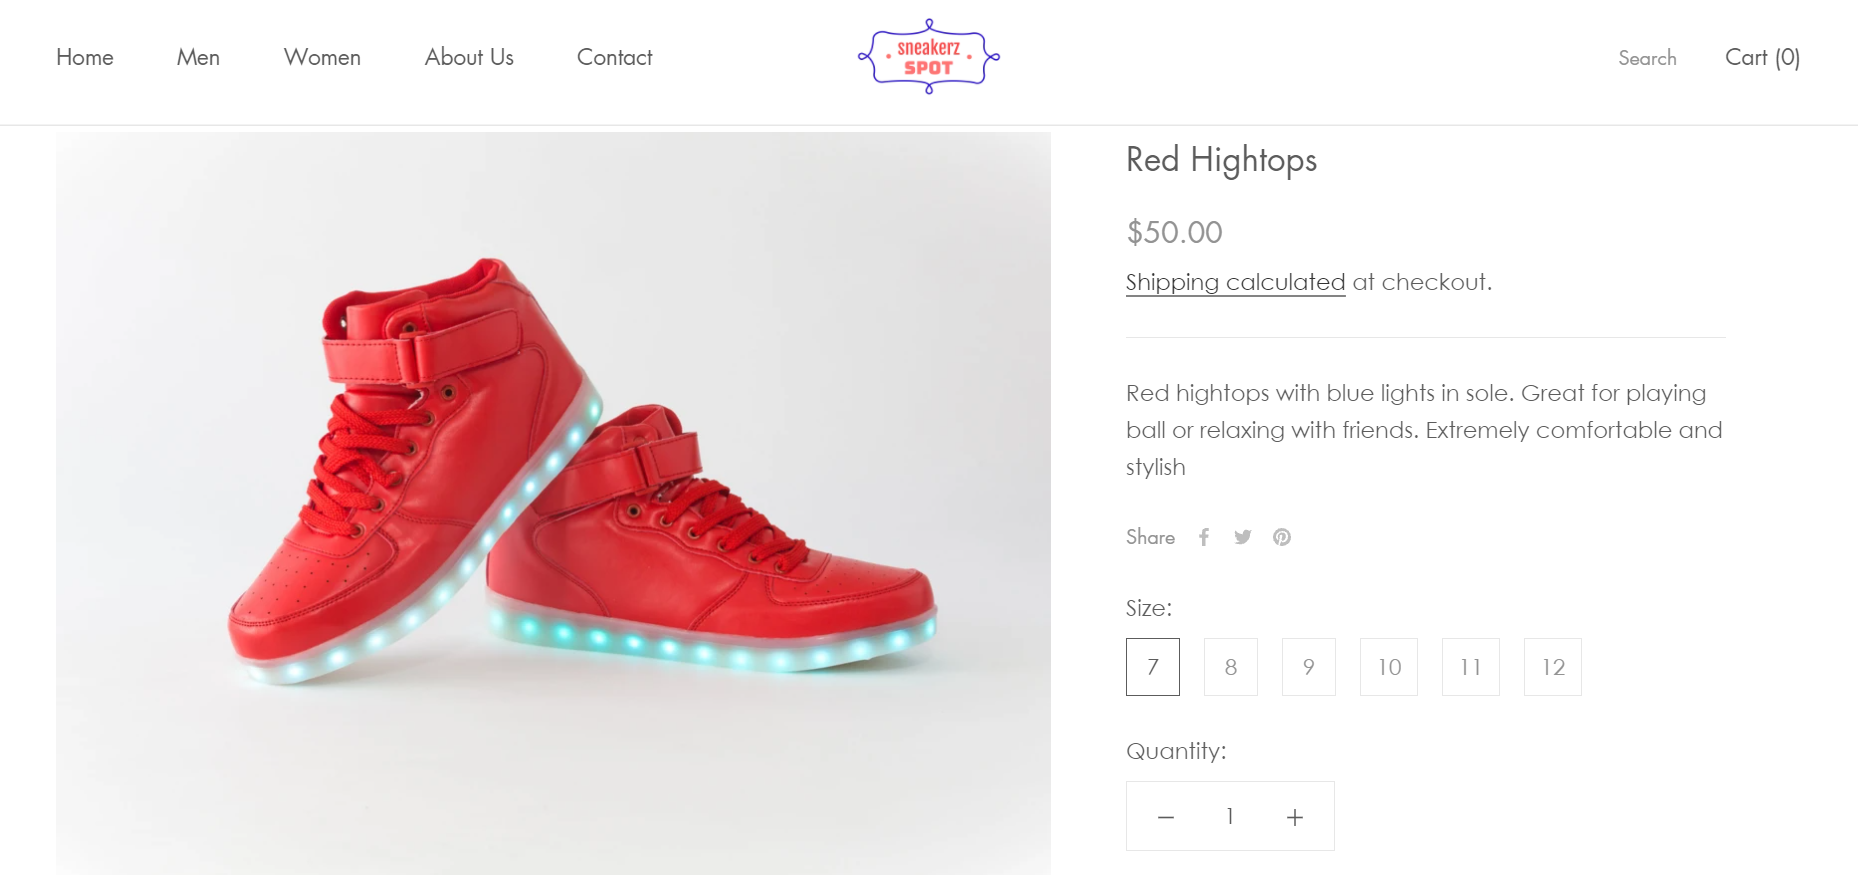 Home
Men
Women
About Us
Contact
sneakerz
SPOT
Search
Cart (0)
Red Hightops
$50.00
Shipping calculated at checkout.
Red hightops with blue lights in sole. Great for playing
ball or relaxing with friends. Extremely comfortable and
stylish
Share
Size:
7 8 9 10 11 12
Quantity:
1